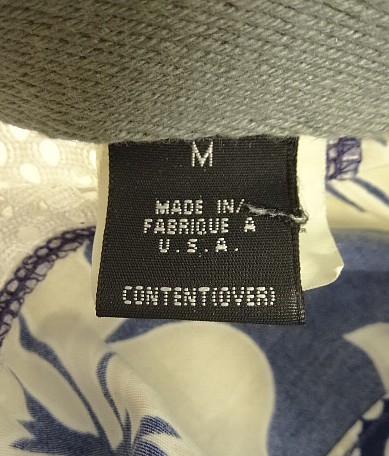 M
MADE IN/
FABRIQUE A
U.S.A.
CONTENT(OVER)